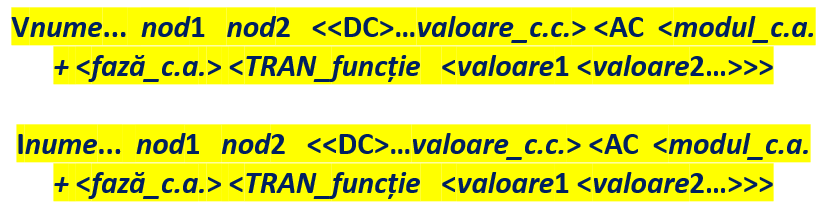 Vnume... nod1 nod2 <<DC>...valoare_c.c.> <AC <modul_c.a.
+ <fază_c.a.> <TRAN_funcție <valoare1 <valoare2...>>>
Inume... nod1 nod2 <<DC>...valoare_c.c.> <AC <modul_c.a.
+ <fază_c.a.> <TRAN_funcție <valoare1 <valoare2...>>>